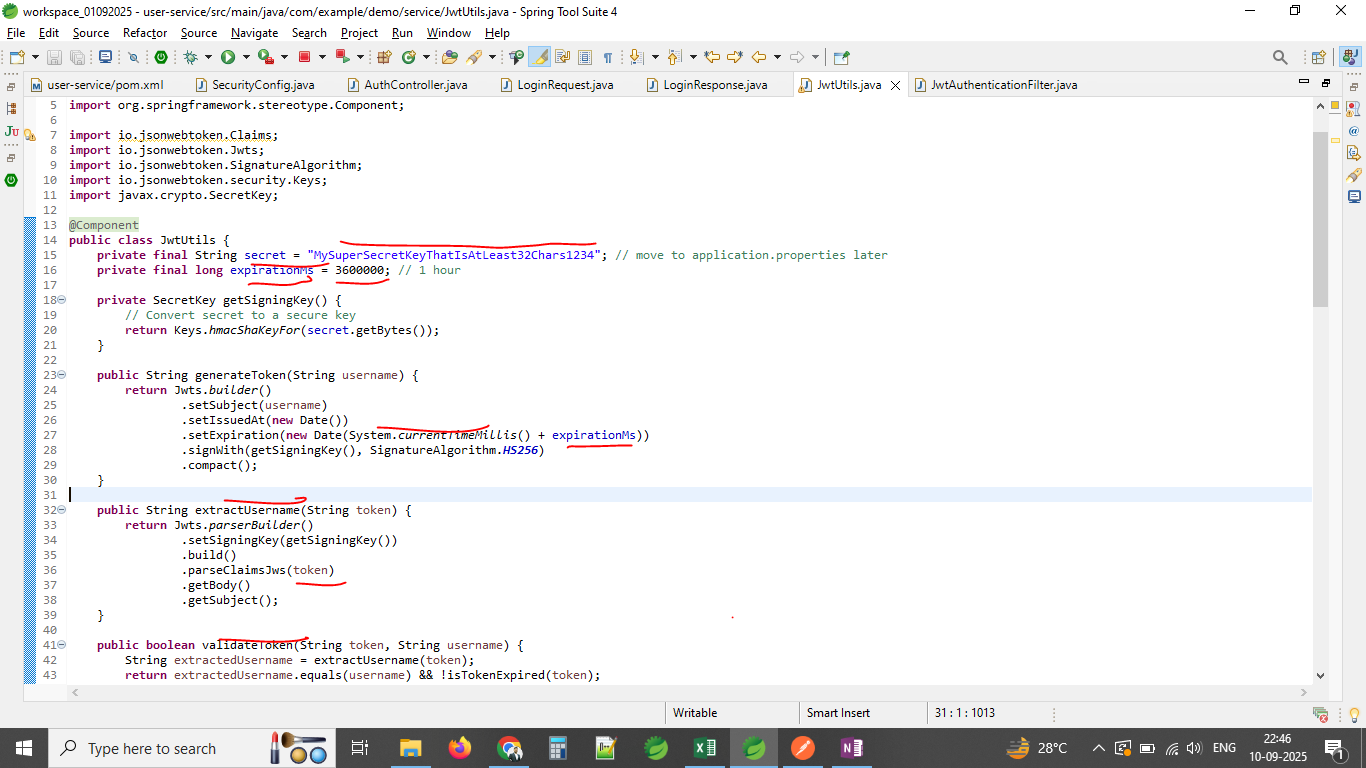 workspace_01092025 - user-service/src/main/java/com/example/demo/service/JwtUtils.java - Spring Tool Suite 4
File Edit Source Refactor Source Navigate Search Project Run Window Help
user-service/pom.xml SecurityConfig.java AuthController.java LoginRequest.java LoginResponse.java JwtUtils.java JwtAuthenticationFilter.java
5 import org.springframework.stereotype.Component;
6
7 import io.jsonwebtoken.Claims;
8 import io.jsonwebtoken.Jwts;
9 import io.jsonwebtoken.SignatureAlgorithm;
10 import io.jsonwebtoken.security.Keys;
11 import javax.crypto.SecretKey;
12
13 @Component
14 public class JwtUtils {
15     private final String secret = "MySuperSecretKeyThatIsAtLeast32Chars1234"; // move to application.properties later
16     private final long expirationMs = 3600000; // 1 hour
17
18     private SecretKey getSigningKey() {
19         // Convert secret to a secure key
20         return Keys.hmacShaKeyFor(secret.getBytes());
21     }
22
23     public String generateToken(String username) {
24         return Jwts.builder()
25                 .setSubject(username)
26                 .setIssuedAt(new Date())
27                 .setExpiration(new Date(System.currentTimeMillis() + expirationMs))
28                 .signWith(getSigningKey(), SignatureAlgorithm.HS256)
29                 .compact();
30     }
31
32     public String extractUsername(String token) {
33         return Jwts.parserBuilder()
34                 .setSigningKey(getSigningKey())
35                 .build()
36                 .parseClaimsJws(token)
37                 .getBody()
38                 .getSubject();
39     }
40
41     public boolean validateToken(String token, String username) {
42         String extractedUsername = extractUsername(token);
43         return extractedUsername.equals(username) && !isTokenExpired(token);
Writable Smart Insert 31 : 1 : 1013
Type here to search 28°C ENG 22:46
10-09-2025